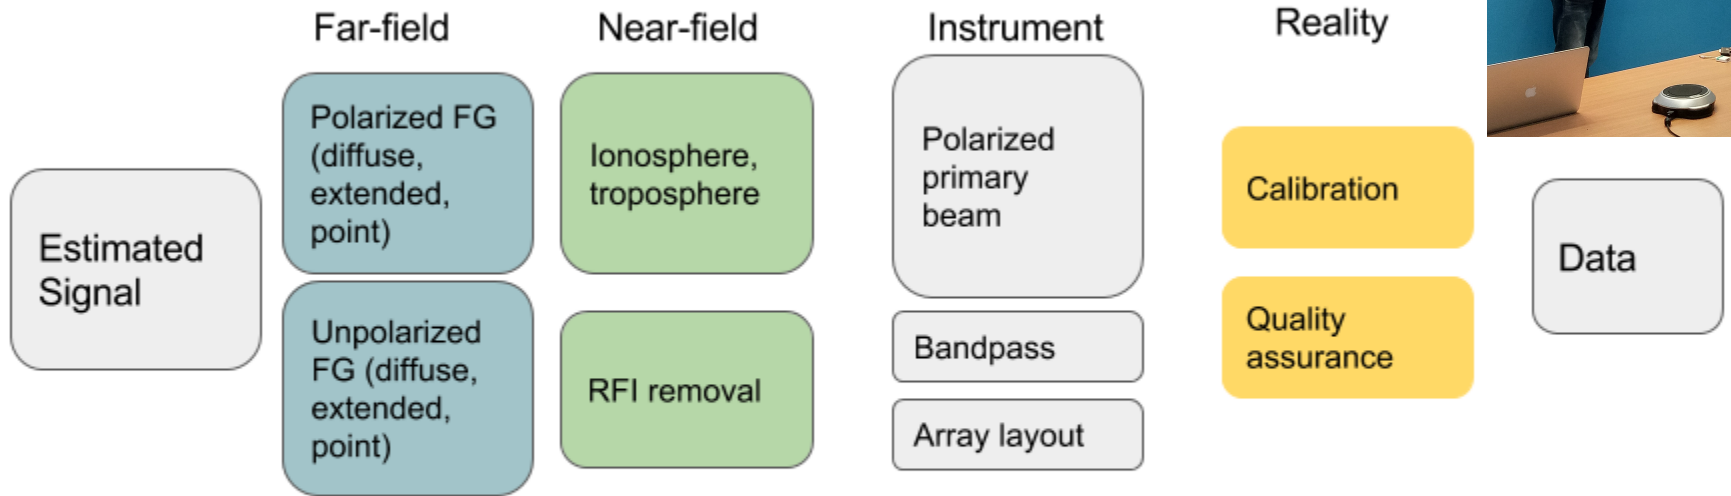 Far-field
Near-field
Instrument
Reality
Estimated
Signal
Polarized FG
(diffuse,
extended,
point)
Unpolarized
FG (diffuse,
extended,
point)
Ionosphere,
troposphere
RFI removal
Polarized
primary
beam
Bandpass
Array layout
Calibration
Quality
assurance
Data